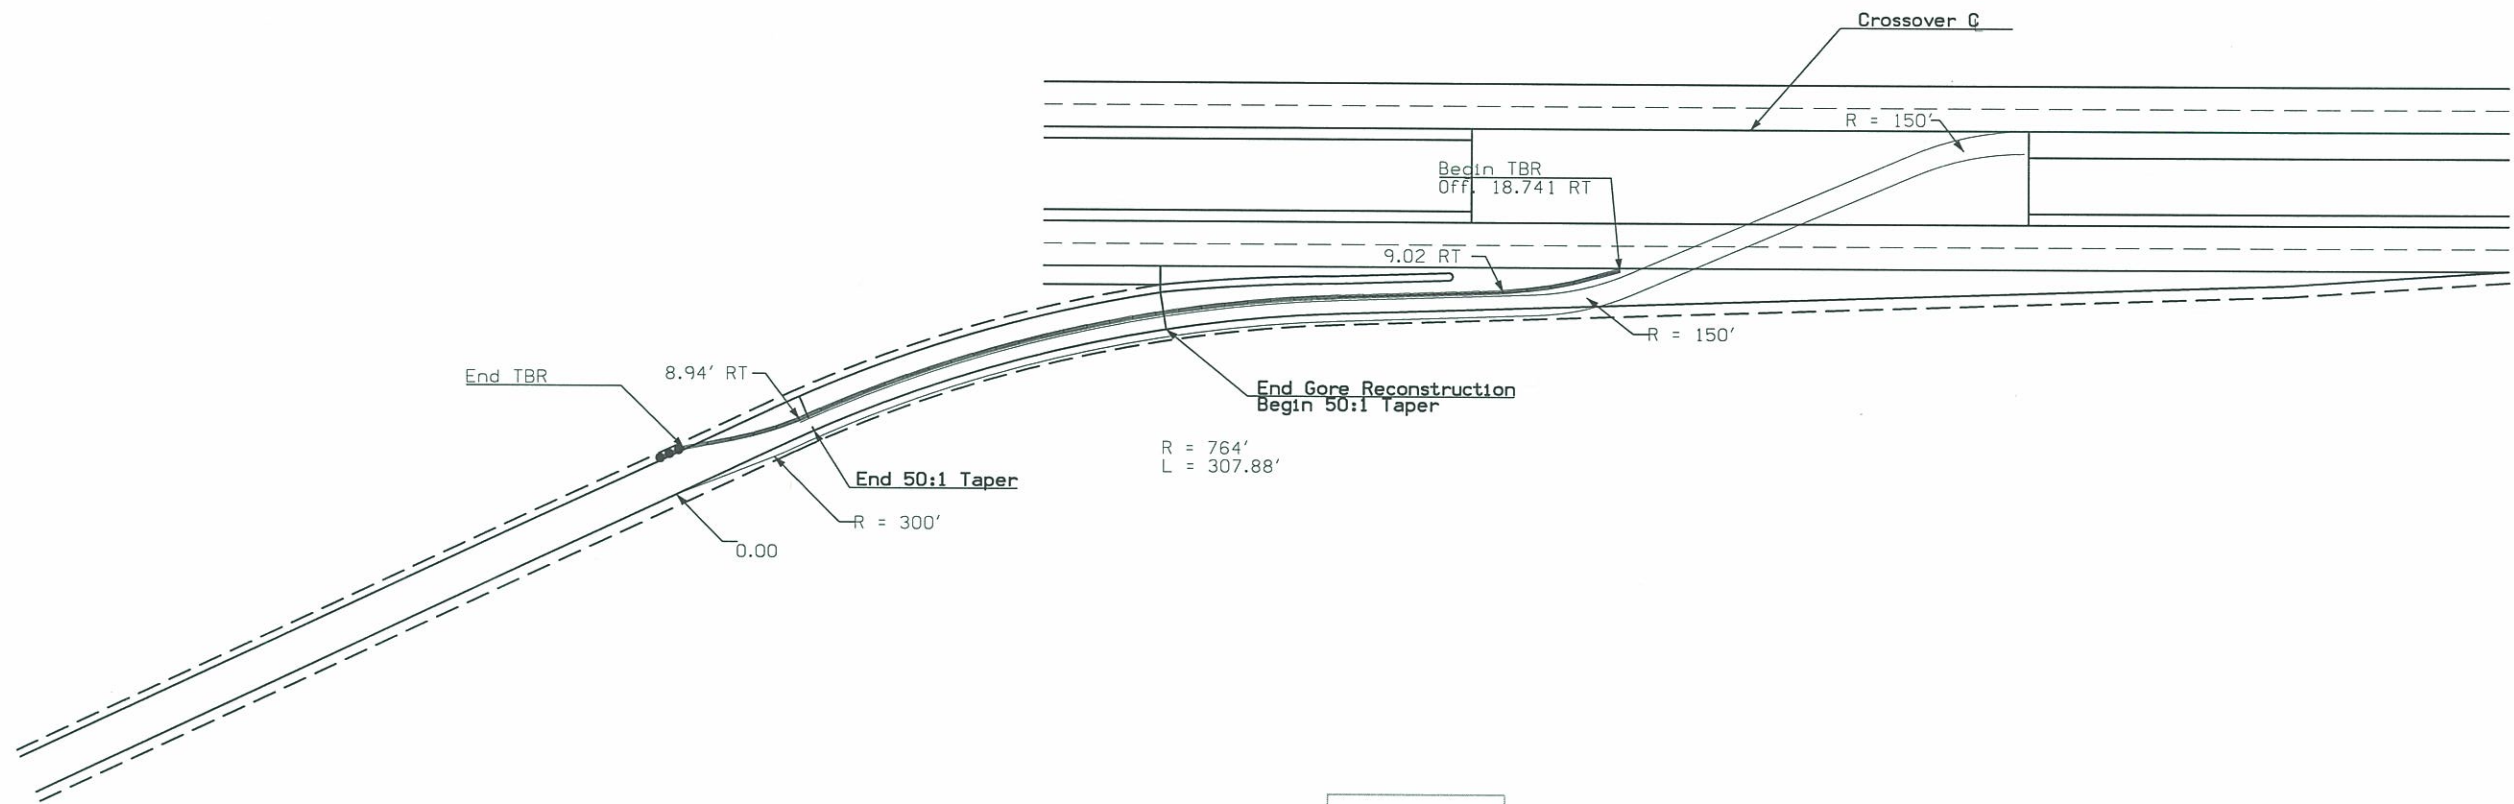 Crossover ℄
R = 150′
Begin TBR
Off. 18.741 RT
9.02 RT
R = 150′
End TBR
8.94′ RT
End Gore Reconstruction
Begin 50:1 Taper
R = 764′
L = 307.88′
End 50:1 Taper
R = 300′
0.00